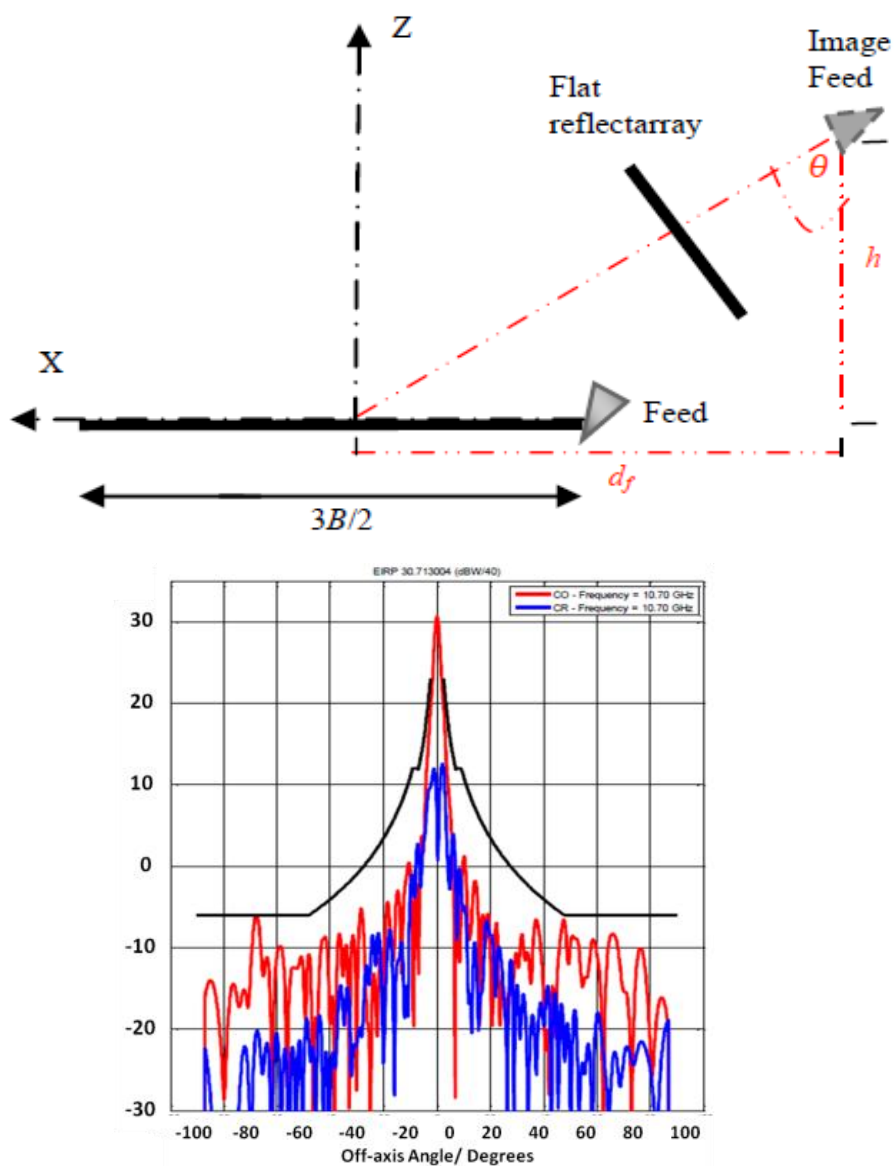 Z
Image
Feed
Flat
reflectarray
θ
h
X
Feed
d_f
3B/2
EIRP 30.713004 (dBW/40)
CO - Frequency = 10.70 GHz
CR - Frequency = 10.70 GHz
30
20
10
0
-10
-20
-30
-100 -80 -60 -40 -20 0 20 40 60 80 100
Off-axis Angle/ Degrees